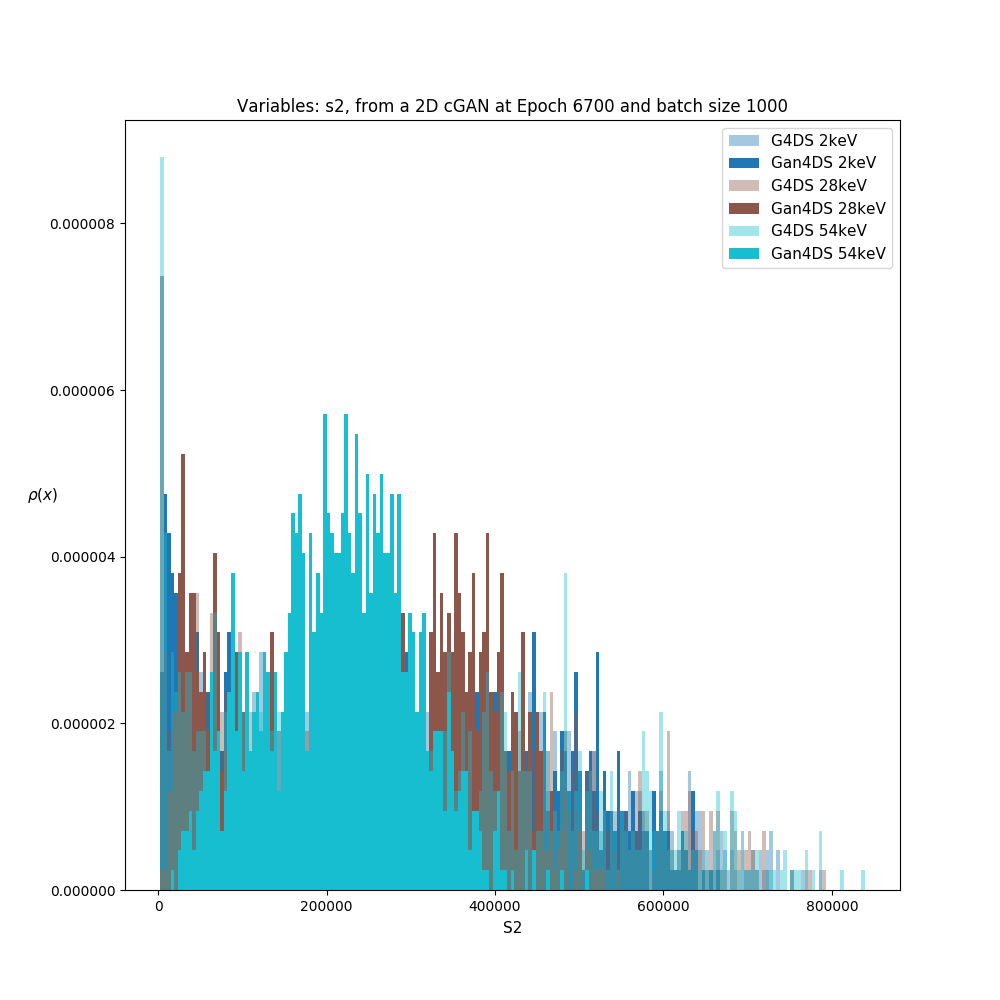 Variables: s2, from a 2D cGAN at Epoch 6700 and batch size 1000
G4DS 2keV
Gan4DS 2keV
G4DS 28keV
Gan4DS 28keV
G4DS 54keV
Gan4DS 54keV
0.000008
0.000006
ρ(x)
0.000004
0.000002
0.000000
0 200000 400000 600000 800000
S2